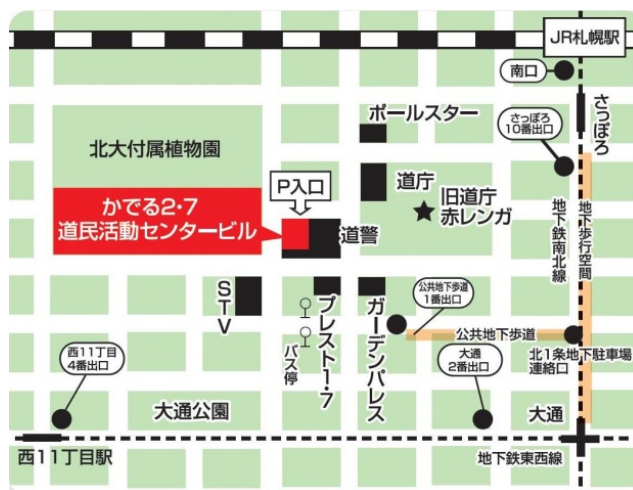 JR札幌駅
南口
さっぽろ
さっぽろ
10番出口
ポールスター
北大付属植物園
道庁
旧道庁
赤レンガ
P入口
かでる2・7
道民活動センタービル
道警
地下鉄南北線
地下歩行空間
STV
プレスト1・7
ガーデンパレス
バス停
公共地下歩道
1番出口
公共地下歩道
北1条地下駐車場
連絡口
西11丁目
4番出口
大通
2番出口
大通公園
大通
西11丁目駅
地下鉄東西線